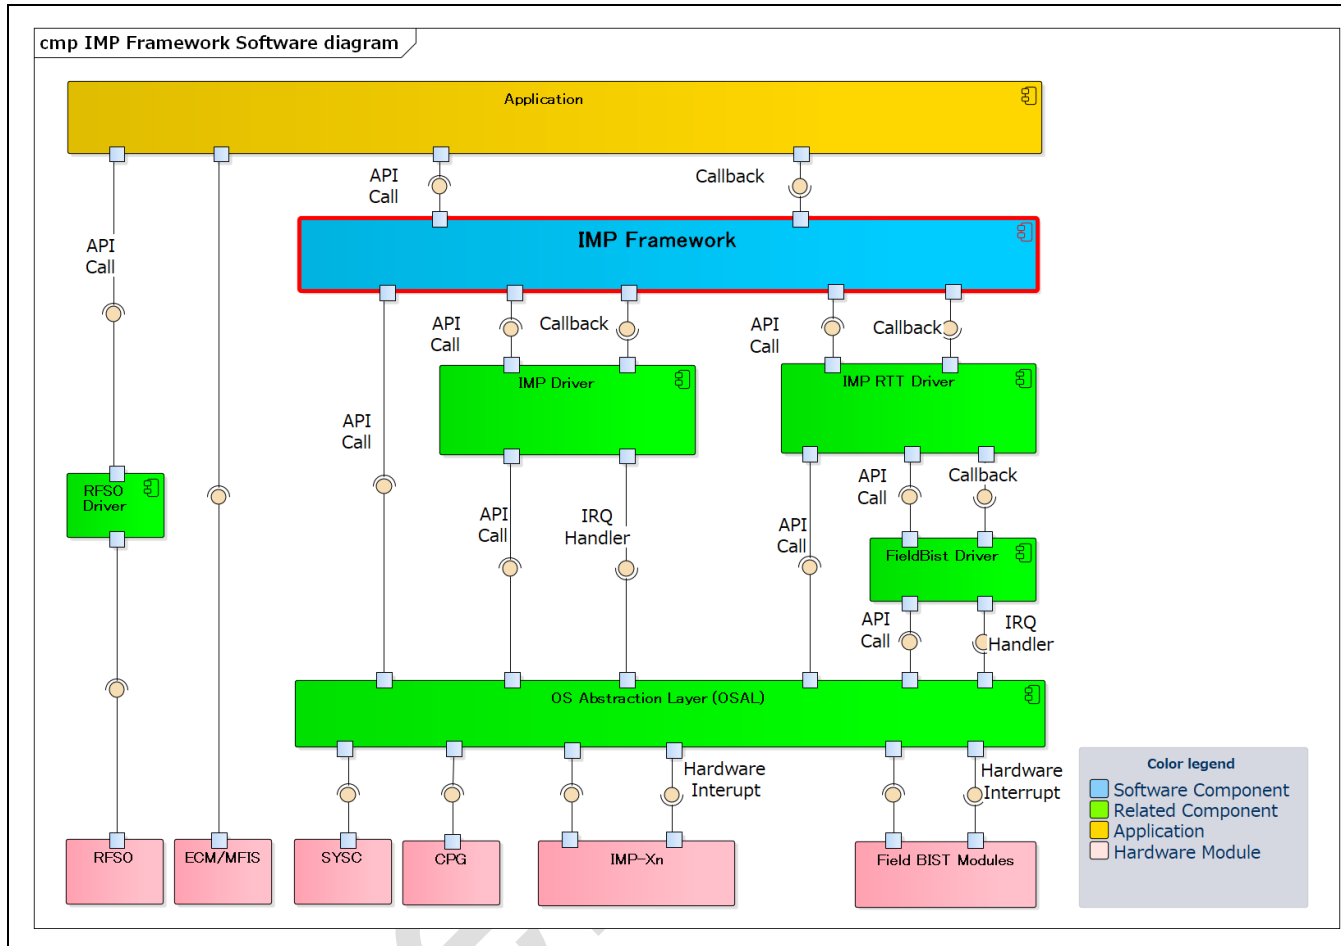 cmp IMP Framework Software diagram
Application
API
Call
Callback
API
Call
IMP Framework
API
Call
Callback
API
Call
Callback
IMP Driver
IMP RTT Driver
API
Call
API
Call
Callback
RFSO
Driver
API
Call
IRQ
Handler
API
Call
FieldBist Driver
API
Call
IRQ
Handler
OS Abstraction Layer (OSAL)
Hardware
Interupt
Hardware
Interrupt
RFSO
ECM/MFIS
SYSC
CPG
IMP-Xn
Field BIST Modules
Color legend
Software Component
Related Component
Application
Hardware Module